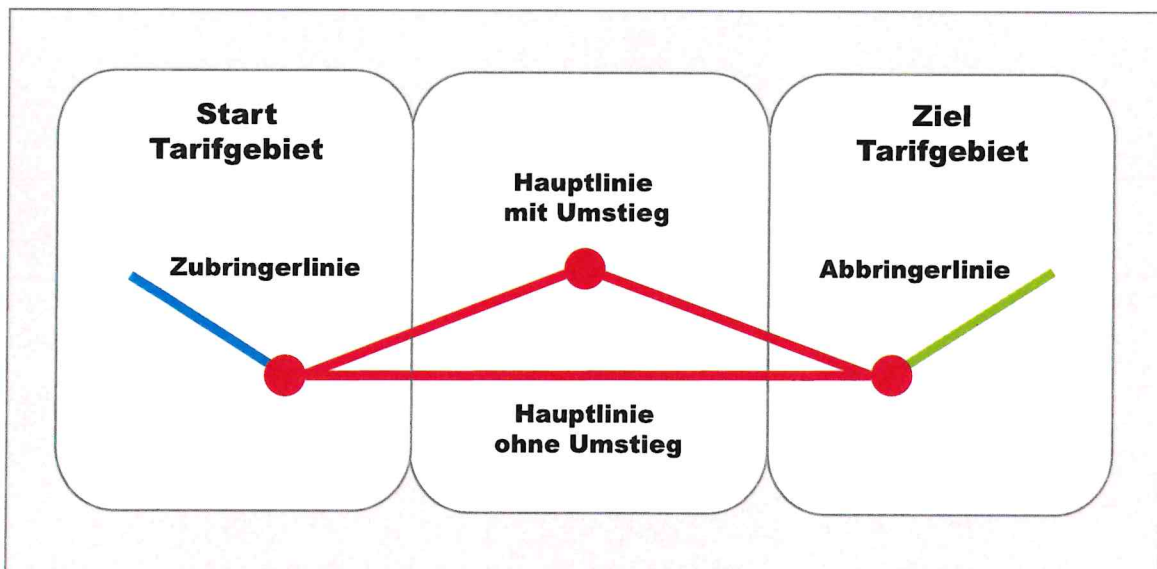 Start
Tarifgebiet
Ziel
Tarifgebiet
Hauptlinie
mit Umstieg
Zubringerlinie
Abbringerlinie
Hauptlinie
ohne Umstieg